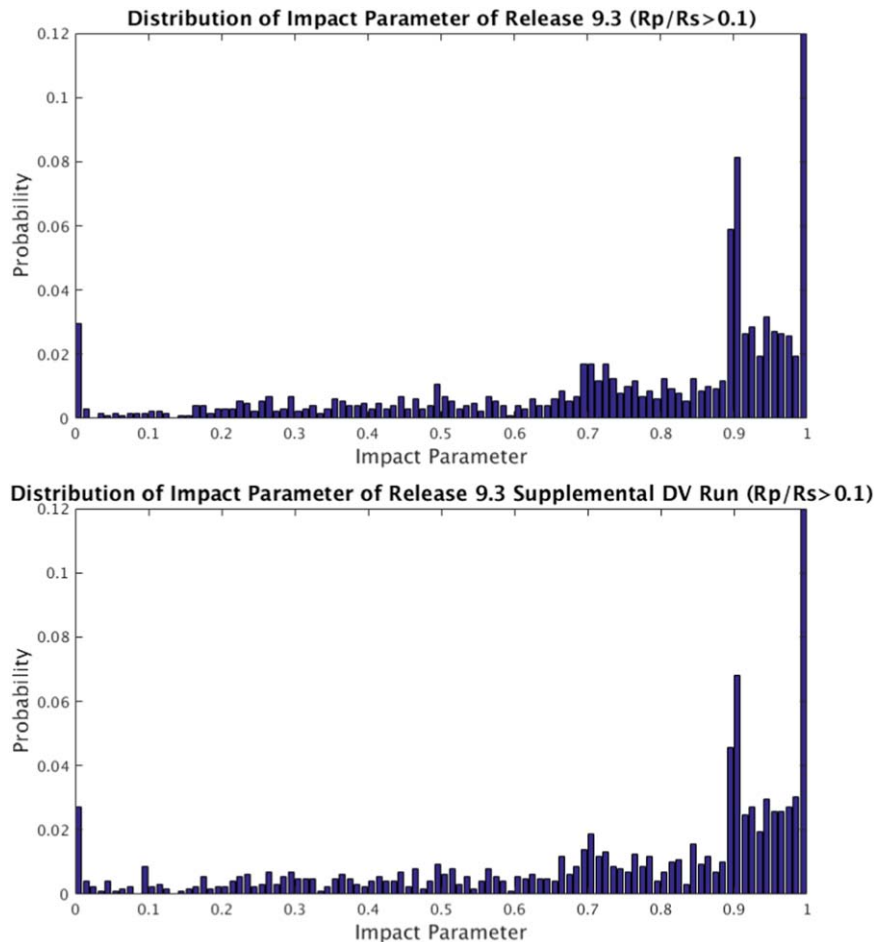 Distribution of Impact Parameter of Release 9.3 (Rp/Rs>0.1)
0.12
0.1
0.08
0.06
0.04
0.02
0
Probability
0 0.1 0.2 0.3 0.4 0.5 0.6 0.7 0.8 0.9 1
Impact Parameter
Distribution of Impact Parameter of Release 9.3 Supplemental DV Run (Rp/Rs>0.1)
0.12
0.1
0.08
0.06
0.04
0.02
0
Probability
0 0.1 0.2 0.3 0.4 0.5 0.6 0.7 0.8 0.9 1
Impact Parameter